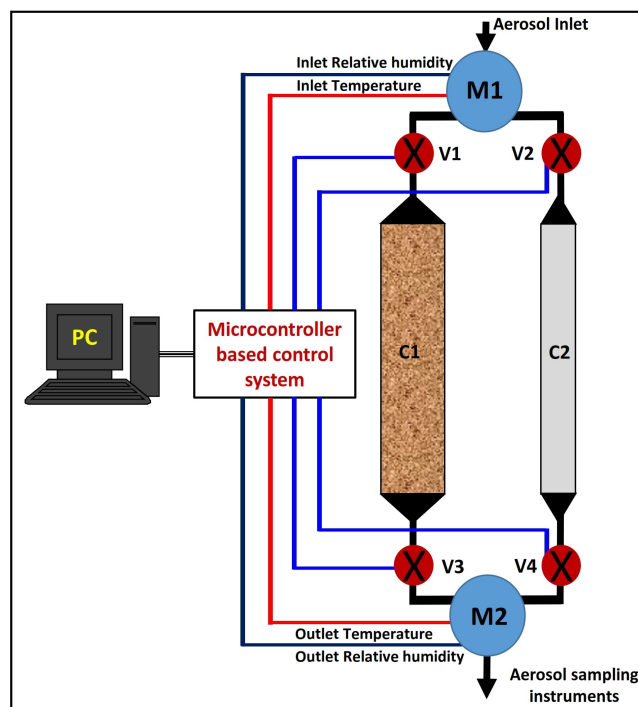 Aerosol Inlet
Inlet Relative humidity
M1
Inlet Temperature
V1
V2
PC
Microcontroller
based control
system
C1
C2
V3
V4
M2
Outlet Temperature
Outlet Relative humidity
Aerosol sampling
instruments